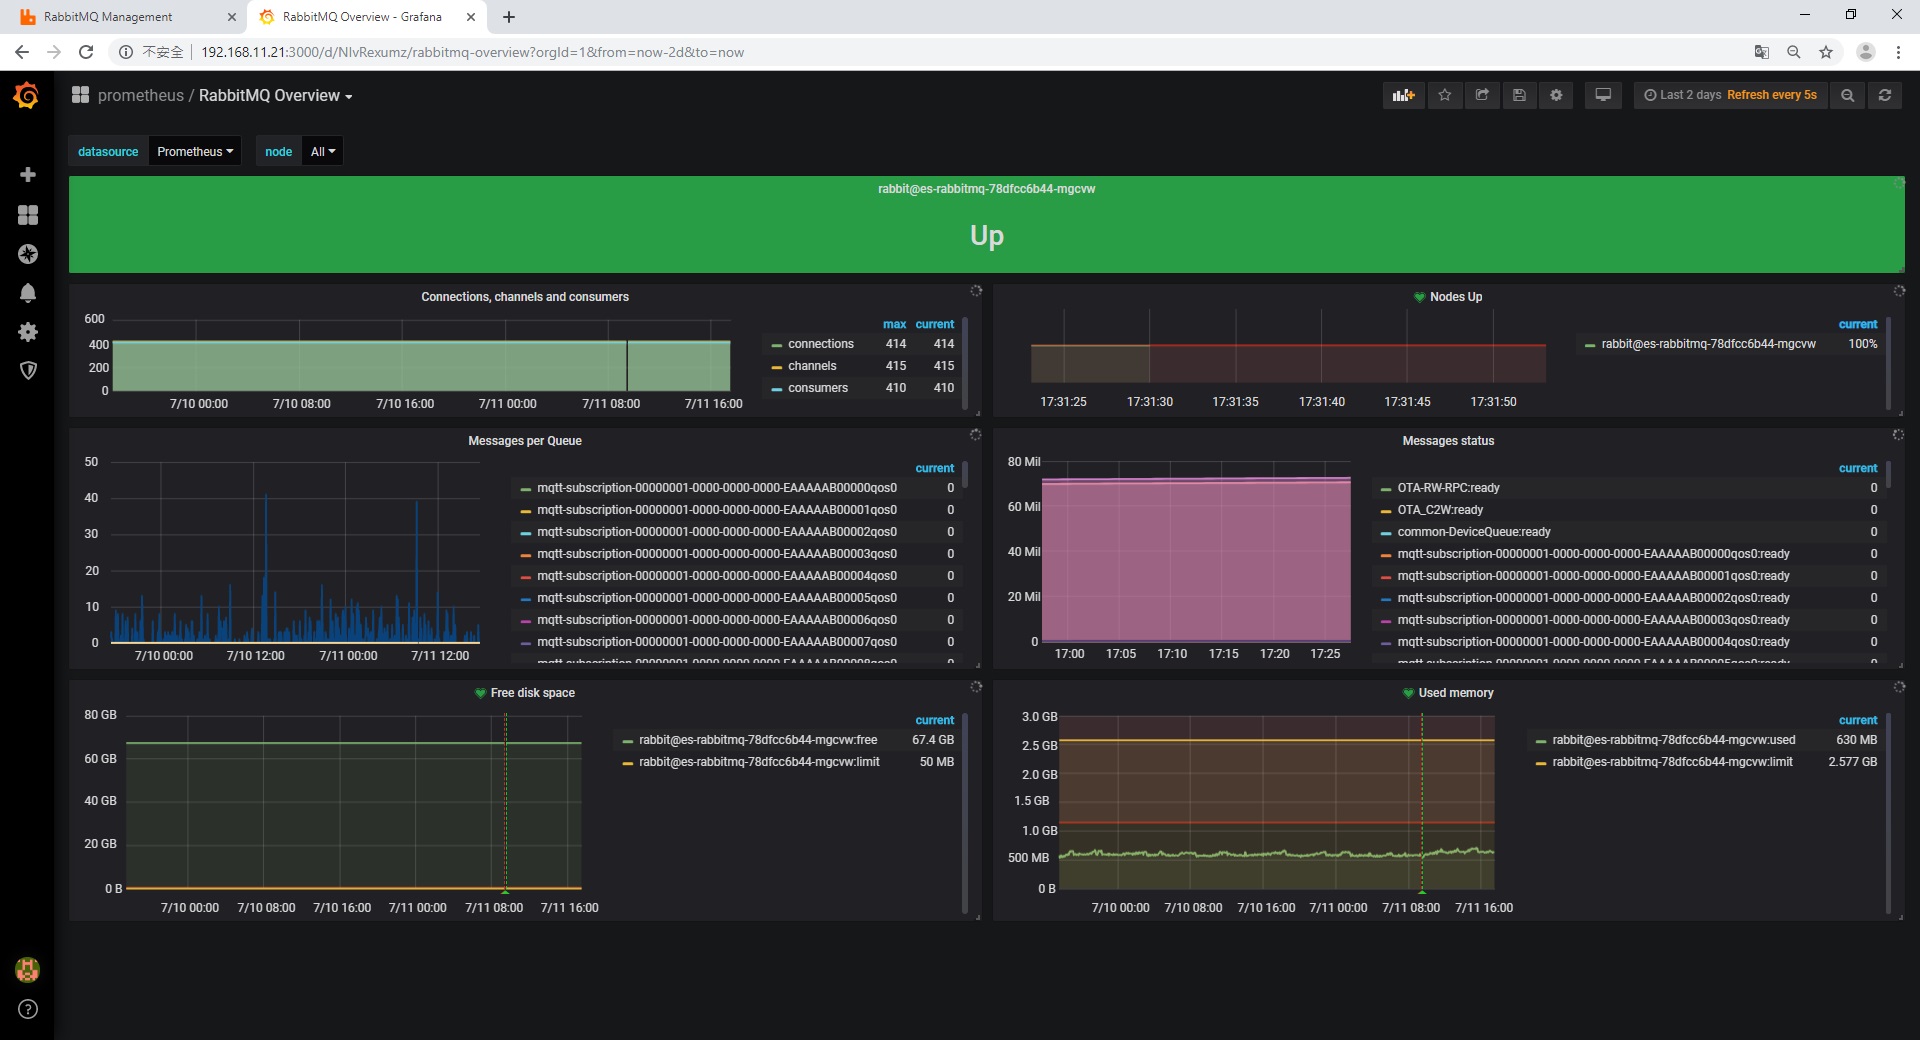 RabbitMQ Management
RabbitMQ Overview - Grafana
不安全
192.168.11.21:3000/d/NIvRexumz/rabbitmq-overview?orgId=1&from=now-2d&to=now
prometheus / RabbitMQ Overview
Last 2 days Refresh every 5s
datasource Prometheus node All
rabbit@es-rabbitmq-78dfcc6b44-mgcvw
Up
Connections, channels and consumers
600
400
200
0
7/10 00:00 7/10 08:00 7/10 16:00 7/11 00:00 7/11 08:00 7/11 16:00
max current
connections 414 414
channels 415 415
consumers 410 410
Nodes Up
17:31:25 17:31:30 17:31:35 17:31:40 17:31:45 17:31:50
current
rabbit@es-rabbitmq-78dfcc6b44-mgcvw 100%
Messages per Queue
50
40
30
20
10
0
7/10 00:00 7/10 12:00 7/11 00:00 7/11 12:00
current
mqtt-subscription-00000001-0000-0000-0000-EAAAAAB00000qos0 0
mqtt-subscription-00000001-0000-0000-0000-EAAAAAB00001qos0 0
mqtt-subscription-00000001-0000-0000-0000-EAAAAAB00002qos0 0
mqtt-subscription-00000001-0000-0000-0000-EAAAAAB00003qos0 0
mqtt-subscription-00000001-0000-0000-0000-EAAAAAB00004qos0 0
mqtt-subscription-00000001-0000-0000-0000-EAAAAAB00005qos0 0
mqtt-subscription-00000001-0000-0000-0000-EAAAAAB00006qos0 0
mqtt-subscription-00000001-0000-0000-0000-EAAAAAB00007qos0 0
Messages status
80 Mil
60 Mil
40 Mil
20 Mil
0
17:00 17:05 17:10 17:15 17:20 17:25
current
OTA-RW-RPC:ready 0
OTA_C2W:ready 0
common-DeviceQueue:ready 0
mqtt-subscription-00000001-0000-0000-0000-EAAAAAB00000qos0:ready 0
mqtt-subscription-00000001-0000-0000-0000-EAAAAAB00001qos0:ready 0
mqtt-subscription-00000001-0000-0000-0000-EAAAAAB00002qos0:ready 0
mqtt-subscription-00000001-0000-0000-0000-EAAAAAB00003qos0:ready 0
mqtt-subscription-00000001-0000-0000-0000-EAAAAAB00004qos0:ready 0
Free disk space
80 GB
60 GB
40 GB
20 GB
0 B
7/10 00:00 7/10 08:00 7/10 16:00 7/11 00:00 7/11 08:00 7/11 16:00
current
rabbit@es-rabbitmq-78dfcc6b44-mgcvw:free 67.4 GB
rabbit@es-rabbitmq-78dfcc6b44-mgcvw:limit 50 MB
Used memory
3.0 GB
2.5 GB
2.0 GB
1.5 GB
1.0 GB
500 MB
0 B
7/10 00:00 7/10 08:00 7/10 16:00 7/11 00:00 7/11 08:00 7/11 16:00
current
rabbit@es-rabbitmq-78dfcc6b44-mgcvw:used 630 MB
rabbit@es-rabbitmq-78dfcc6b44-mgcvw:limit 2.577 GB